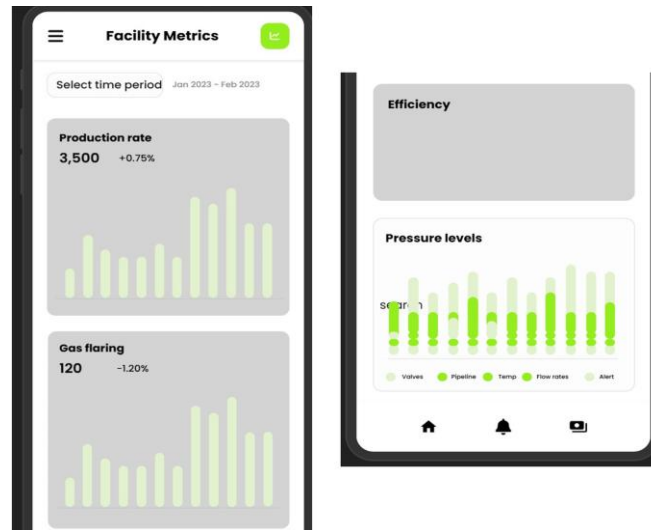 Facility Metrics
Select time period Jan 2023 - Feb 2023
Production rate
3,500 +0.75%
Gas flaring
120 -1.20%
Efficiency
Pressure levels
search
Valves Pipeline Temp Flow rates Alert